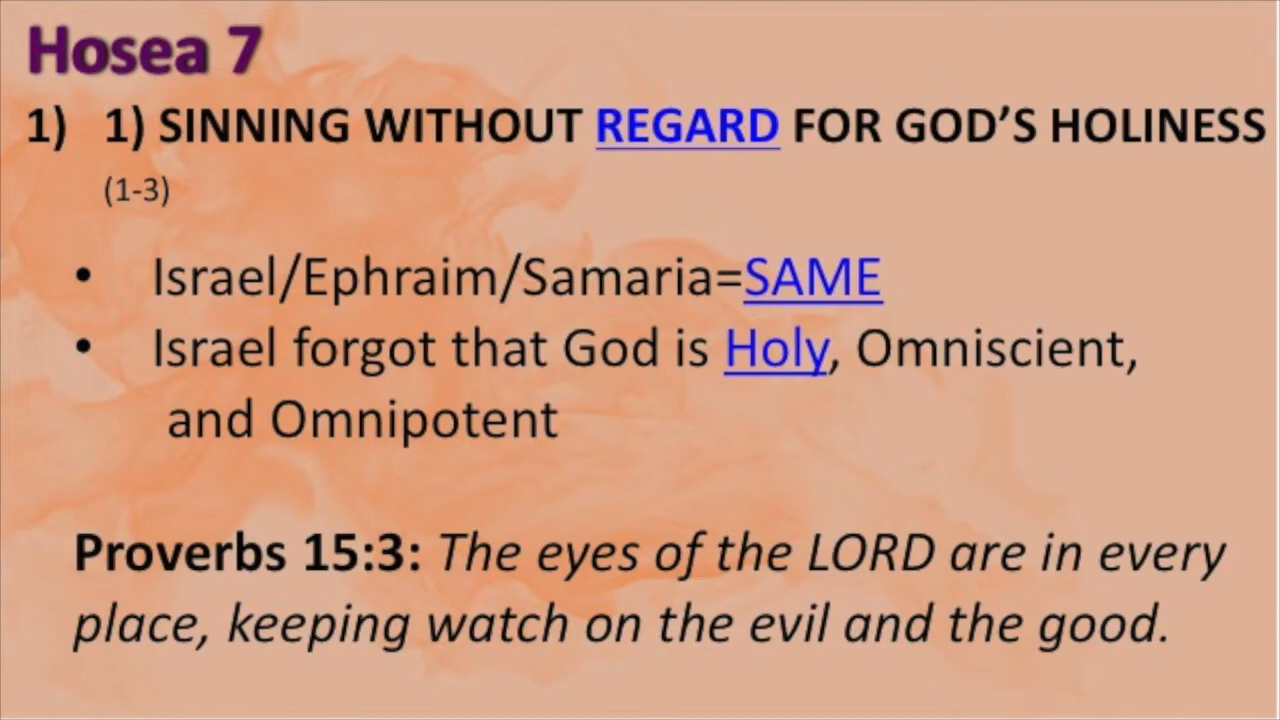 Hosea 7
1) 1) SINNING WITHOUT REGARD FOR GOD’S HOLINESS
(1-3)
• Israel/Ephraim/Samaria=SAME
• Israel forgot that God is Holy, Omniscient,
and Omnipotent
Proverbs 15:3: The eyes of the LORD are in every
place, keeping watch on the evil and the good.